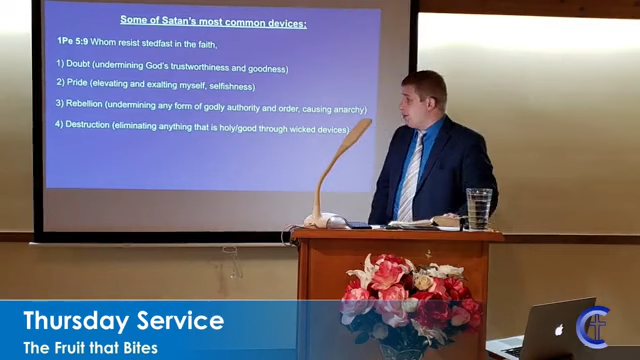 Some of Satan's most common devices:
1Pe 5:9 Whom resist stedfast in the faith,
1) Doubt (undermining God's trustworthiness and goodness)
2) Pride (elevating and exalting myself, selfishness)
3) Rebellion (undermining any form of godly authority and order, causing anarchy)
4) Destruction (eliminating anything that is holy/good through wicked devices)
Thursday Service
The Fruit that Bites